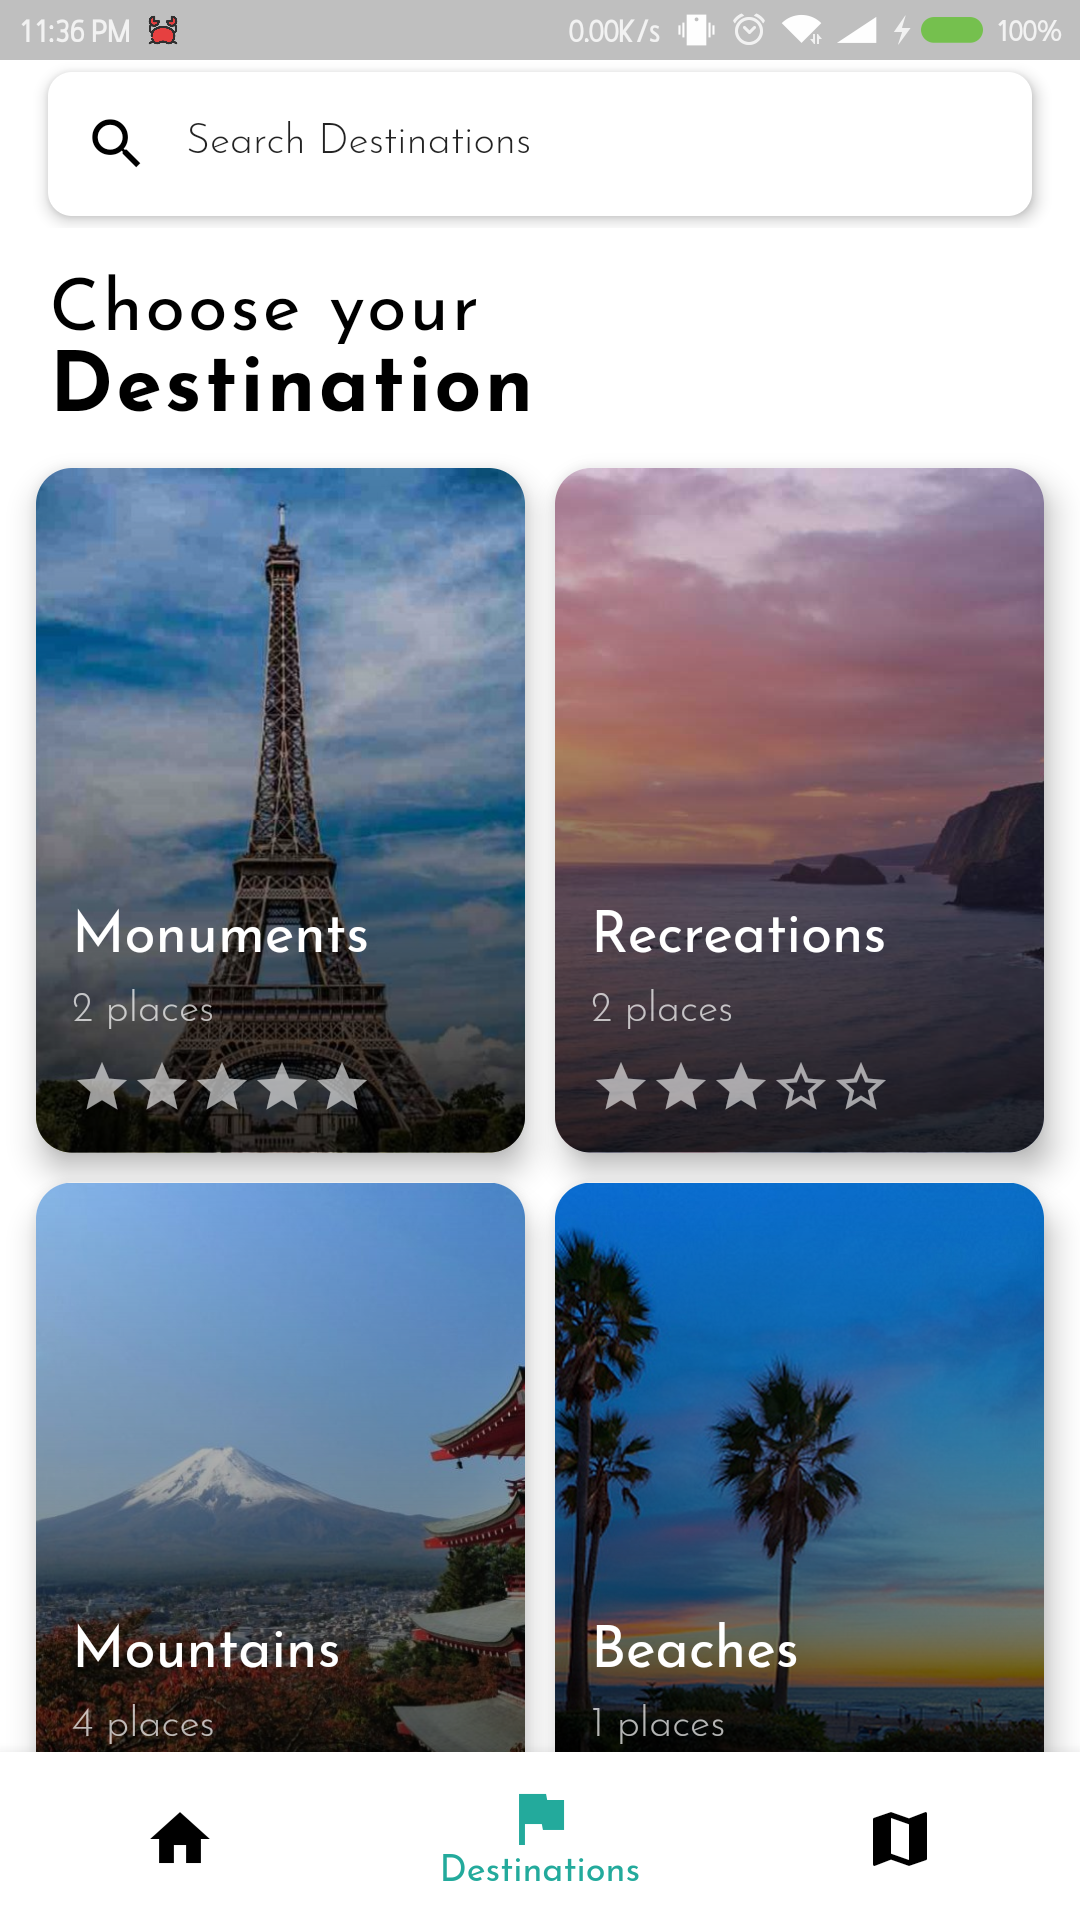 11:36 PM 0.00K/s 100%
Search Destinations
Choose your
Destination
Monuments
2 places
Recreations
2 places
Mountains
4 places
Beaches
1 places
Destinations